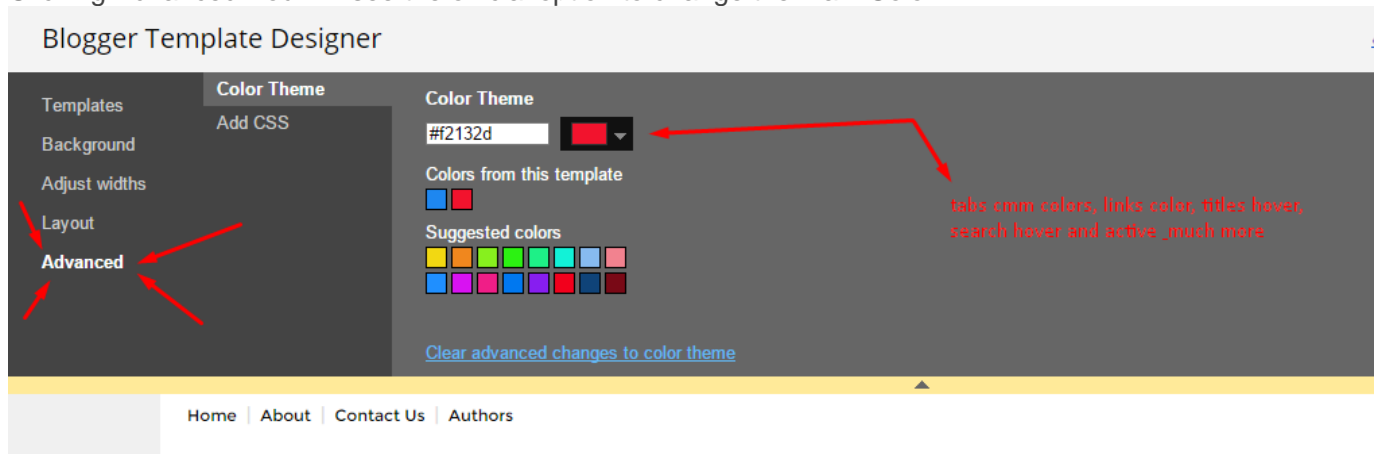 Blogger Template Designer
Templates
Background
Adjust widths
Layout
Advanced
Color Theme
Add CSS
Color Theme
#f2132d
Colors from this template
Suggested colors
Clear advanced changes to color theme
tabs cmm colors, links color, titles hover,
search hover and active _much more
Home About Contact Us Authors